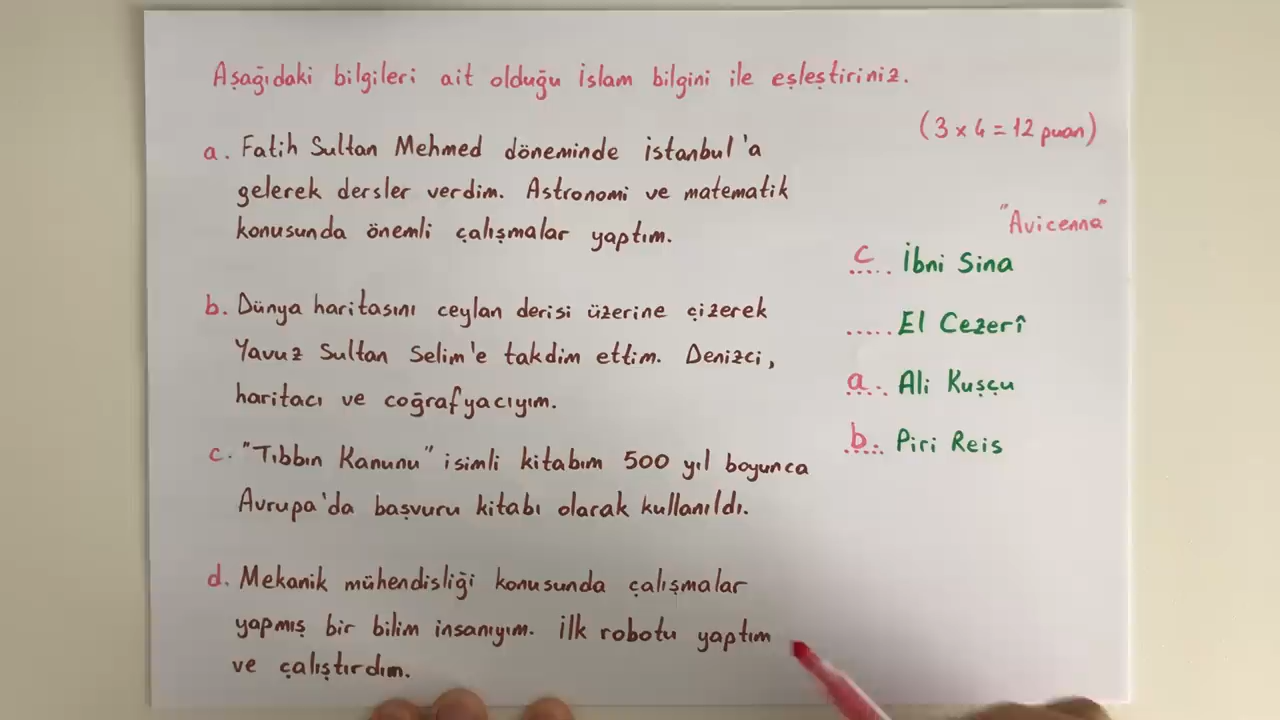 Aşağıdaki bilgileri ait olduğu İslam bilgini ile eşleştiriniz.
(3 x 4 = 12 puan)
a. Fatih Sultan Mehmed döneminde İstanbul'a
gelerek dersler verdim. Astronomi ve matematik
konusunda önemli çalışmalar yaptım.
b. Dünya haritasını ceylan derisi üzerine çizerek
Yavuz Sultan Selim'e takdim ettim. Denizci,
haritacı ve coğrafyacıyım.
c. "Tıbbın Kanunu" isimli kitabım 500 yıl boyunca
Avrupa'da başvuru kitabı olarak kullanıldı.
d. Mekanik mühendisliği konusunda çalışmalar
yapmış bir bilim insanıyım. İlk robotu yaptım
ve çalıştırdım.
"Avicenna"
..c.. İbni Sina
..... El Cezerî
..a.. Ali Kuşçu
..b.. Piri Reis